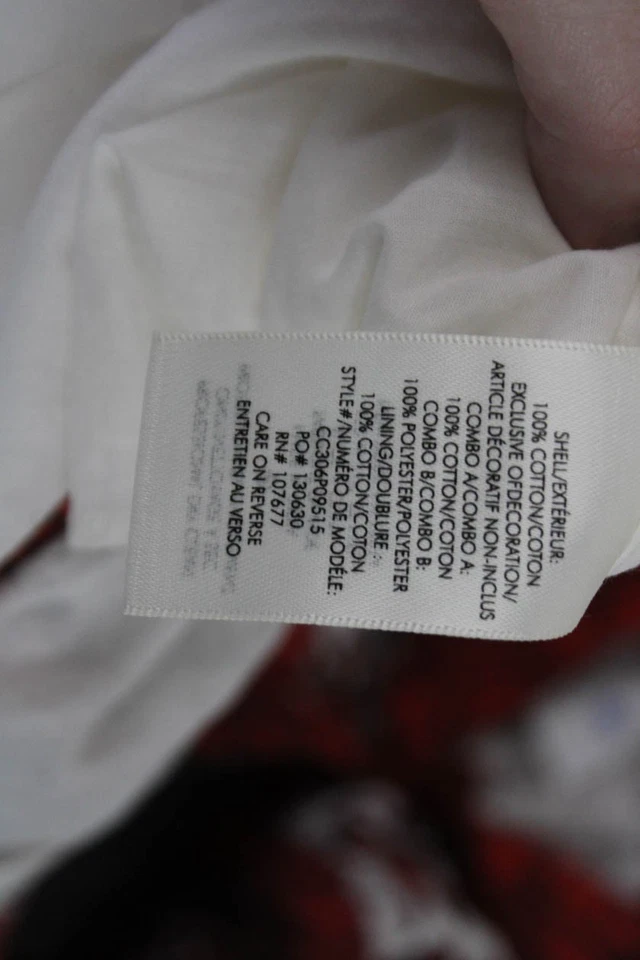 SHELL/EXTÉRIEUR:
100% COTTON/COTON
EXCLUSIVE OFDECORATION/
ARTICLE DÉCORATIF NON-INCLUS
COMBO A/COMBO A:
100% COTTON/COTON
COMBO B/COMBO B:
100% POLYESTER/POLYESTER
LINING/DOUBLURE :
100% COTTON/COTON
STYLE#/NUMÉRO DE MODÈLE:
CC306P09515
PO# 130630
RN# 107677
CARE ON REVERSE
ENTRETIEN AU VERSO